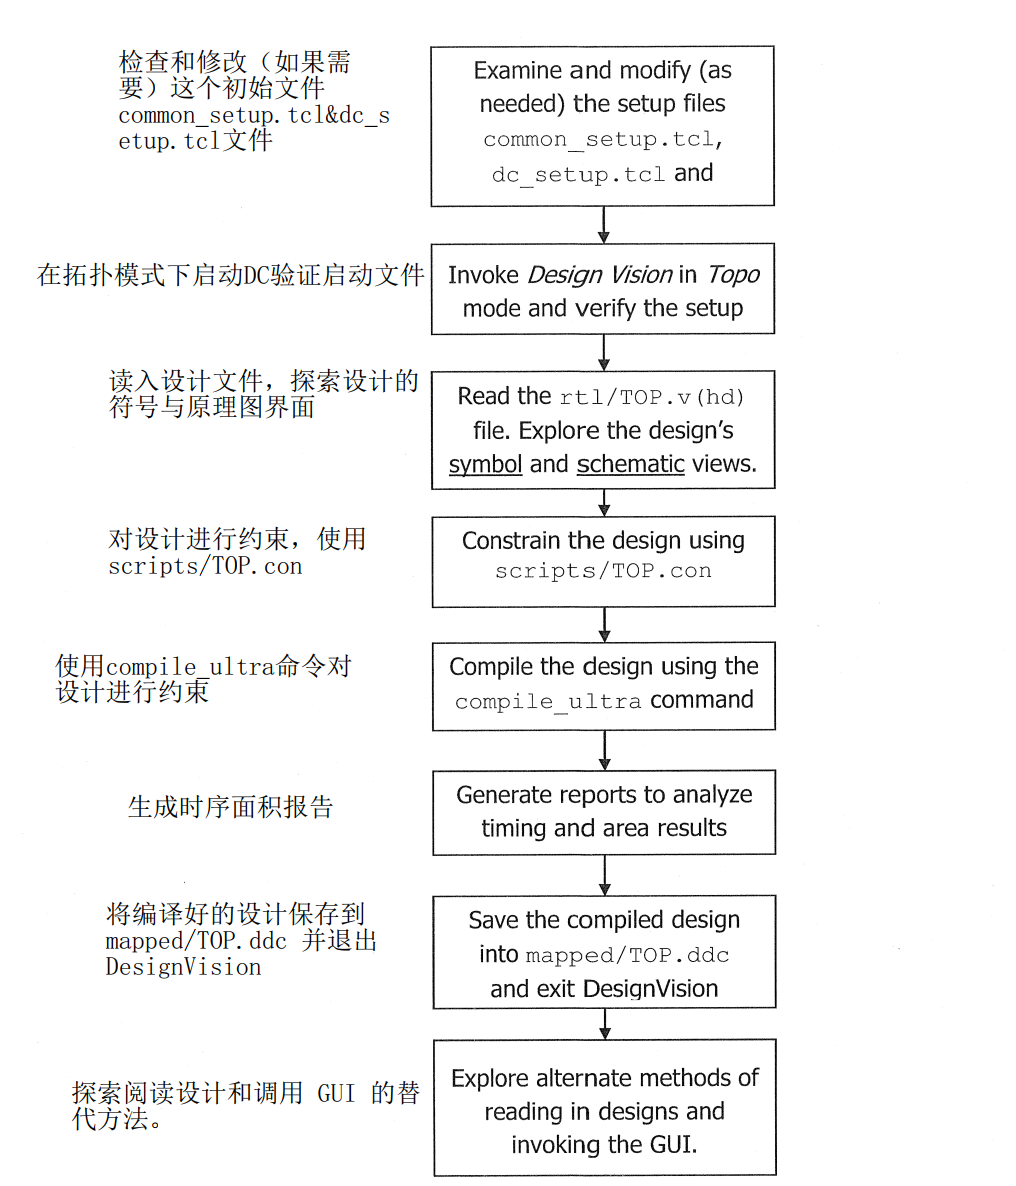 检查和修改（如果需
要）这个初始文件
common_setup.tcl&dc_s
etup.tcl文件
Examine and modify (as
needed) the setup files
common_setup.tcl,
dc_setup.tcl and
在拓扑模式下启动DC验证启动文件
Invoke Design Vision in Topo
mode and verify the setup
读入设计文件，探索设计的
符号与原理图界面
Read the rtl/TOP.v(hd)
file. Explore the design's
symbol and schematic views.
对设计进行约束，使用
scripts/TOP.con
Constrain the design using
scripts/TOP.con
使用compile_ultra命令对
设计进行约束
Compile the design using the
compile_ultra command
生成时序面积报告
Generate reports to analyze
timing and area results
将编译好的设计保存到
mapped/TOP.ddc 并退出
DesignVision
Save the compiled design
into mapped/TOP.ddc
and exit DesignVision
探索阅读设计和调用 GUI 的替
代方法。
Explore alternate methods of
reading in designs and
invoking the GUI.